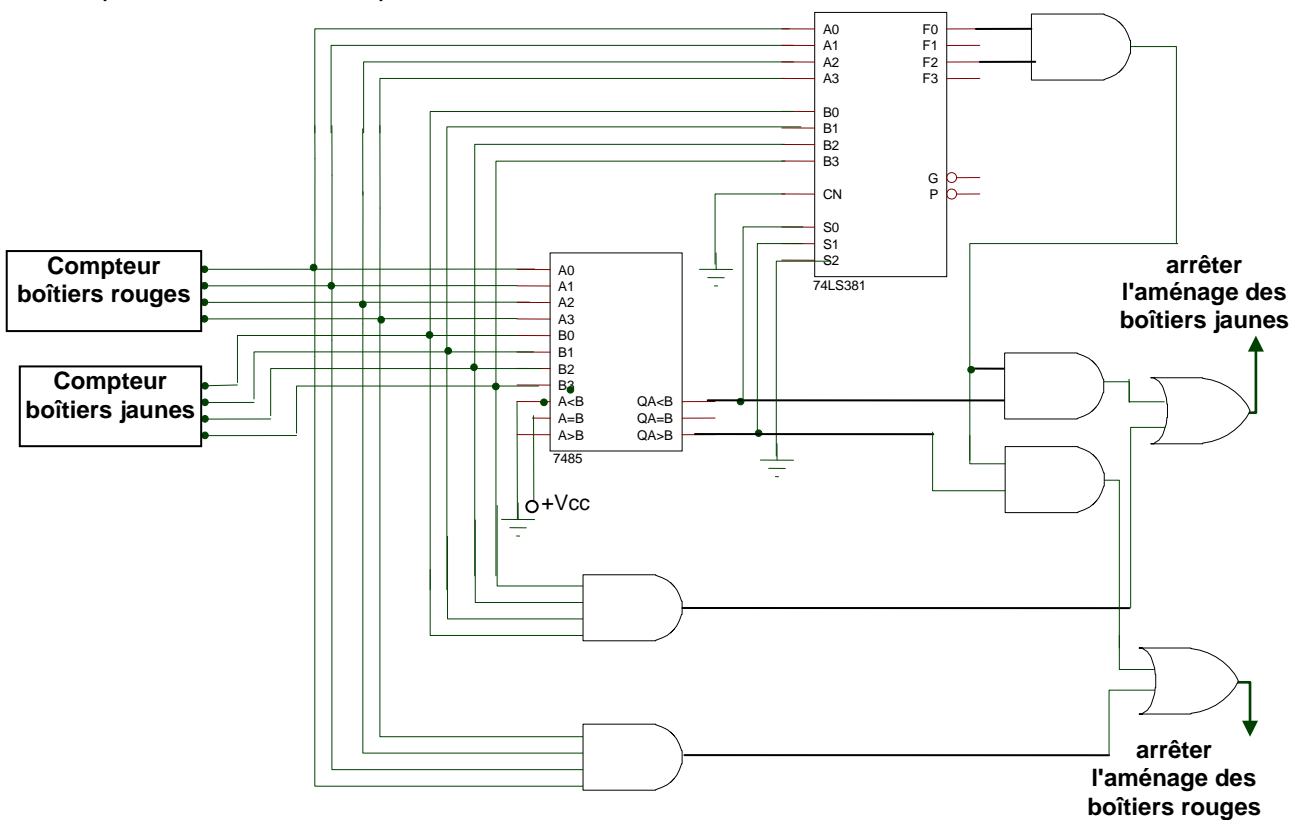 A0
A1
A2
A3
B0
B1
B2
B3
CN
S0
S1
S2
F0
F1
F2
F3
G
P
74LS381
Compteur
boîtiers rouges
Compteur
boîtiers jaunes
A0
A1
A2
A3
B0
B1
B2
B3
A<B
A=B
A>B
QA<B
QA=B
QA>B
7485
+Vcc
arrêter
l'aménage des
boîtiers jaunes
arrêter
l'aménage des
boîtiers rouges